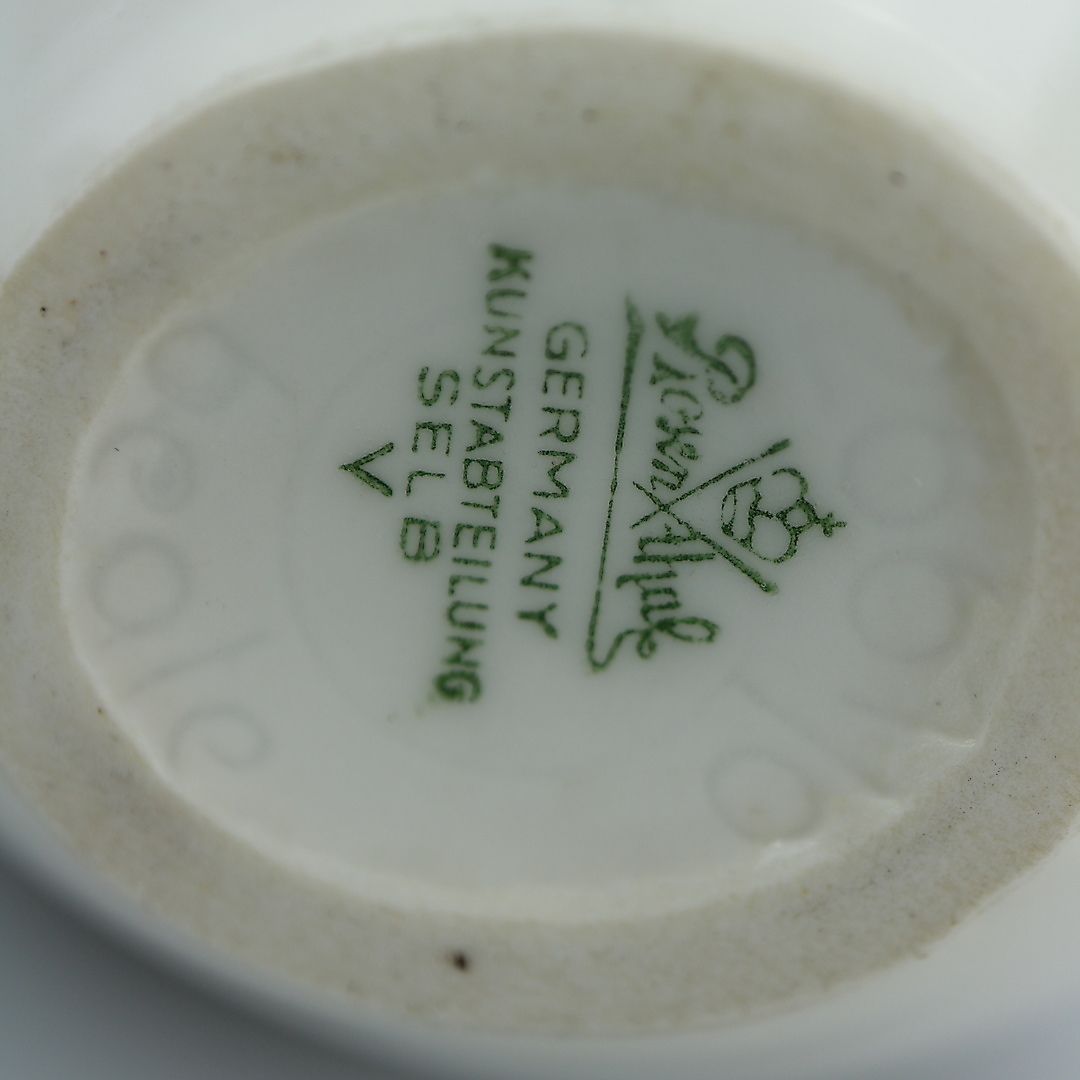 Rosenthal
GERMANY
KUNSTABTEILUNG
SELB
V